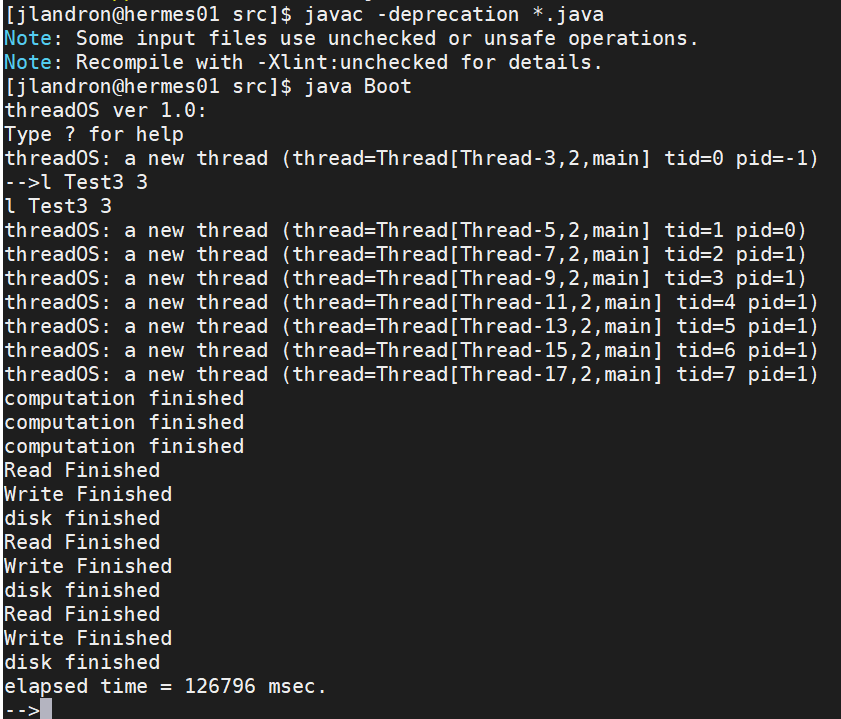 [jlandron@hermes01 src]$ javac -deprecation *.java
Note: Some input files use unchecked or unsafe operations.
Note: Recompile with -Xlint:unchecked for details.
[jlandron@hermes01 src]$ java Boot
threadOS ver 1.0:
Type ? for help
threadOS: a new thread (thread=Thread[Thread-3,2,main] tid=0 pid=-1)
-->l Test3 3
l Test3 3
threadOS: a new thread (thread=Thread[Thread-5,2,main] tid=1 pid=0)
threadOS: a new thread (thread=Thread[Thread-7,2,main] tid=2 pid=1)
threadOS: a new thread (thread=Thread[Thread-9,2,main] tid=3 pid=1)
threadOS: a new thread (thread=Thread[Thread-11,2,main] tid=4 pid=1)
threadOS: a new thread (thread=Thread[Thread-13,2,main] tid=5 pid=1)
threadOS: a new thread (thread=Thread[Thread-15,2,main] tid=6 pid=1)
threadOS: a new thread (thread=Thread[Thread-17,2,main] tid=7 pid=1)
computation finished
computation finished
computation finished
Read Finished
Write Finished
disk finished
Read Finished
Write Finished
disk finished
Read Finished
Write Finished
disk finished
elapsed time = 126796 msec.
-->